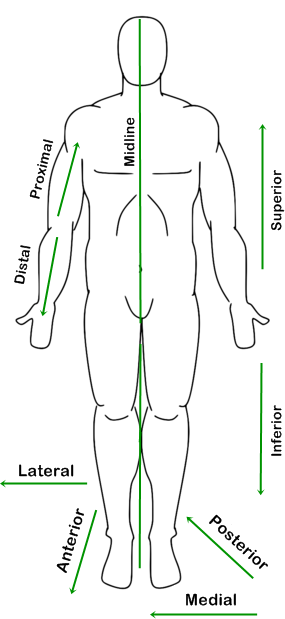 Midline
Proximal
Superior
Distal
Inferior
Lateral
Anterior
Posterior
Medial